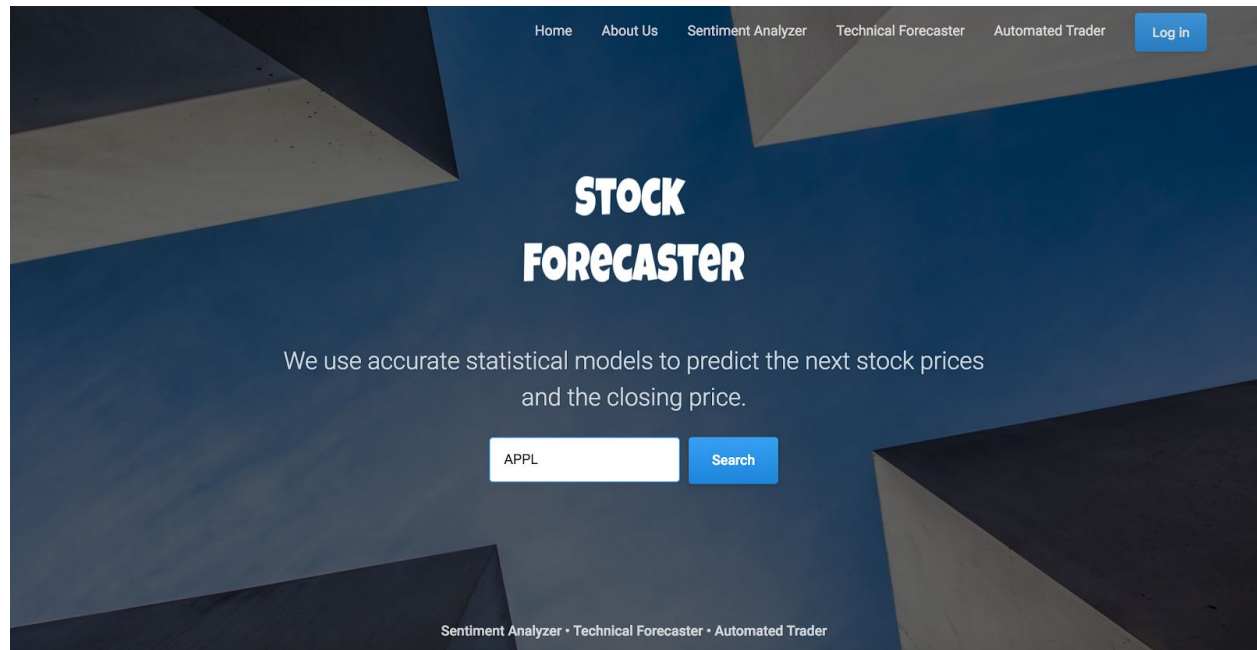 Home About Us Sentiment Analyzer Technical Forecaster Automated Trader Log in
STOCK
FORECASTER
We use accurate statistical models to predict the next stock prices
and the closing price.
APPL Search
Sentiment Analyzer • Technical Forecaster • Automated Trader